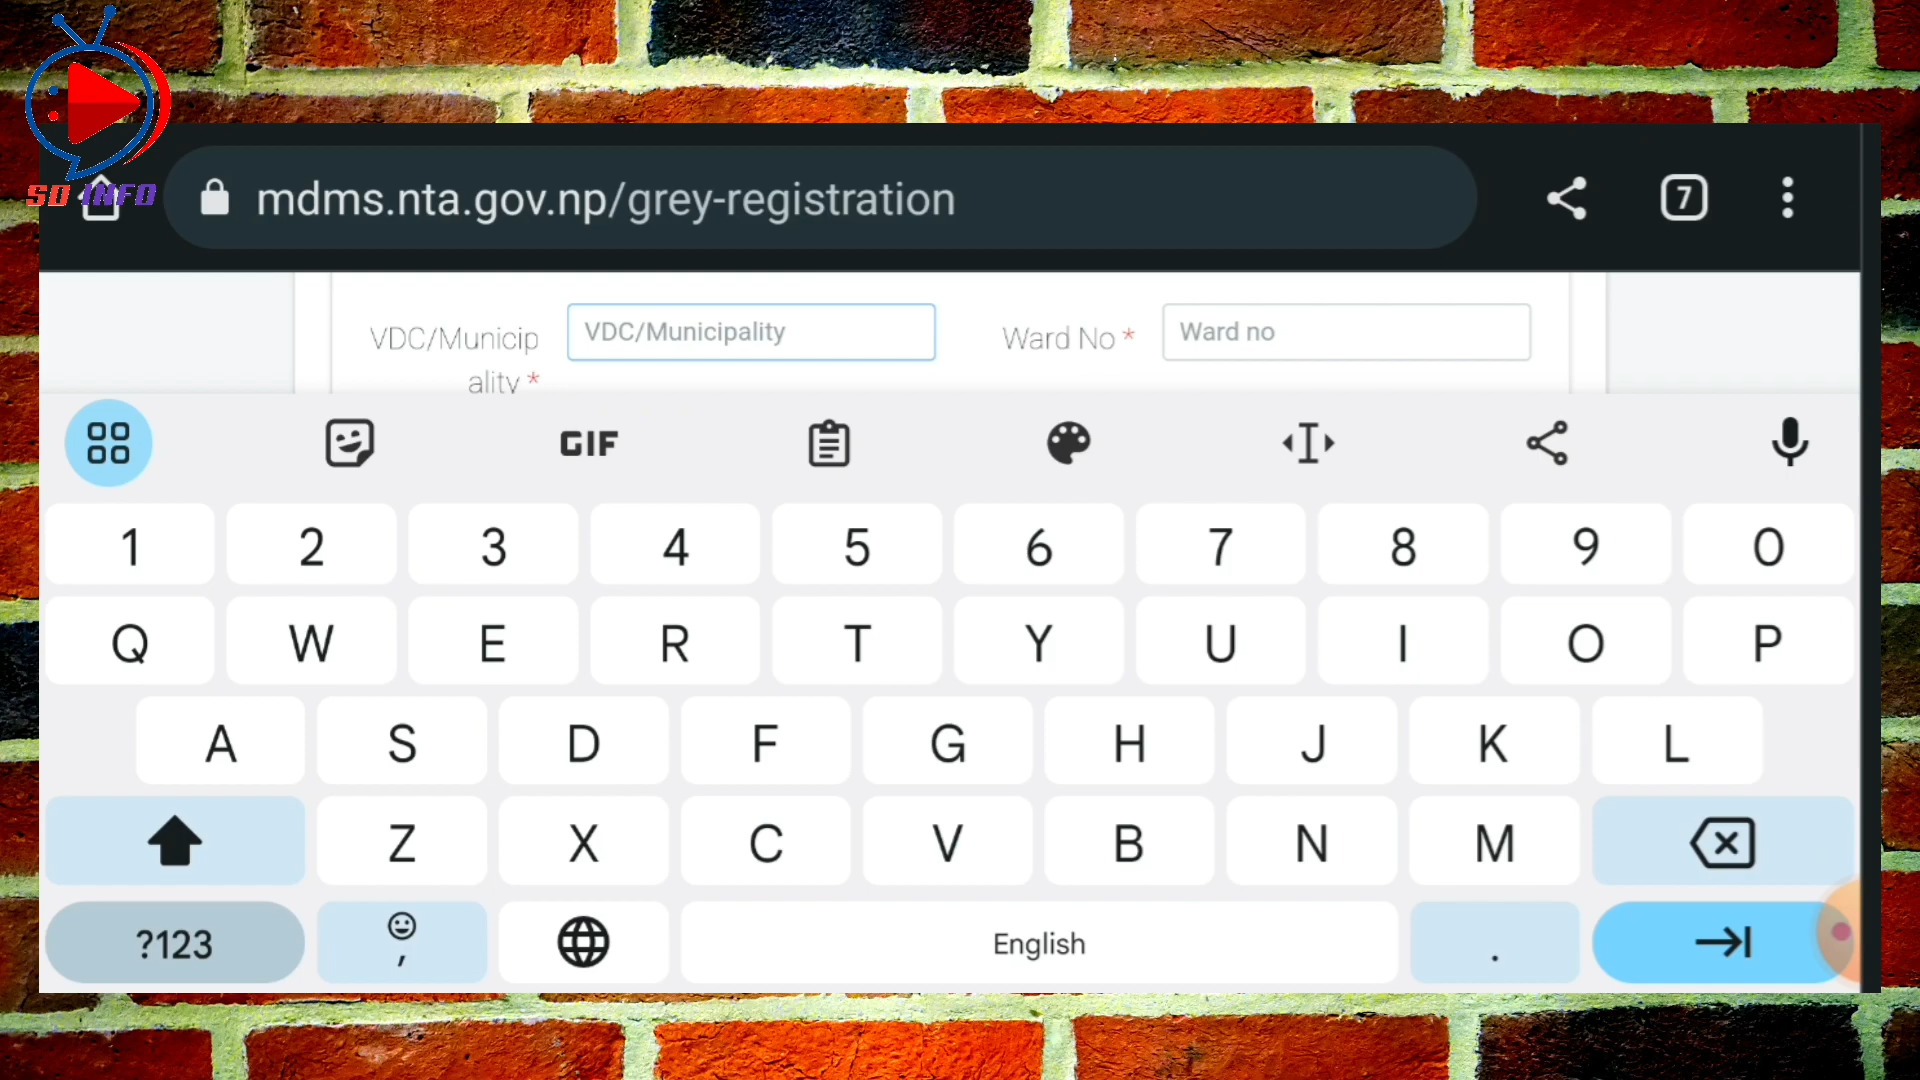 SD INFO
mdms.nta.gov.np/grey-registration
7
VDC/Municip
ality *
VDC/Municipality
Ward No *
Ward no
GIF
1 2 3 4 5 6 7 8 9 0
Q W E R T Y U I O P
A S D F G H J K L
Z X C V B N M
?123 , English .